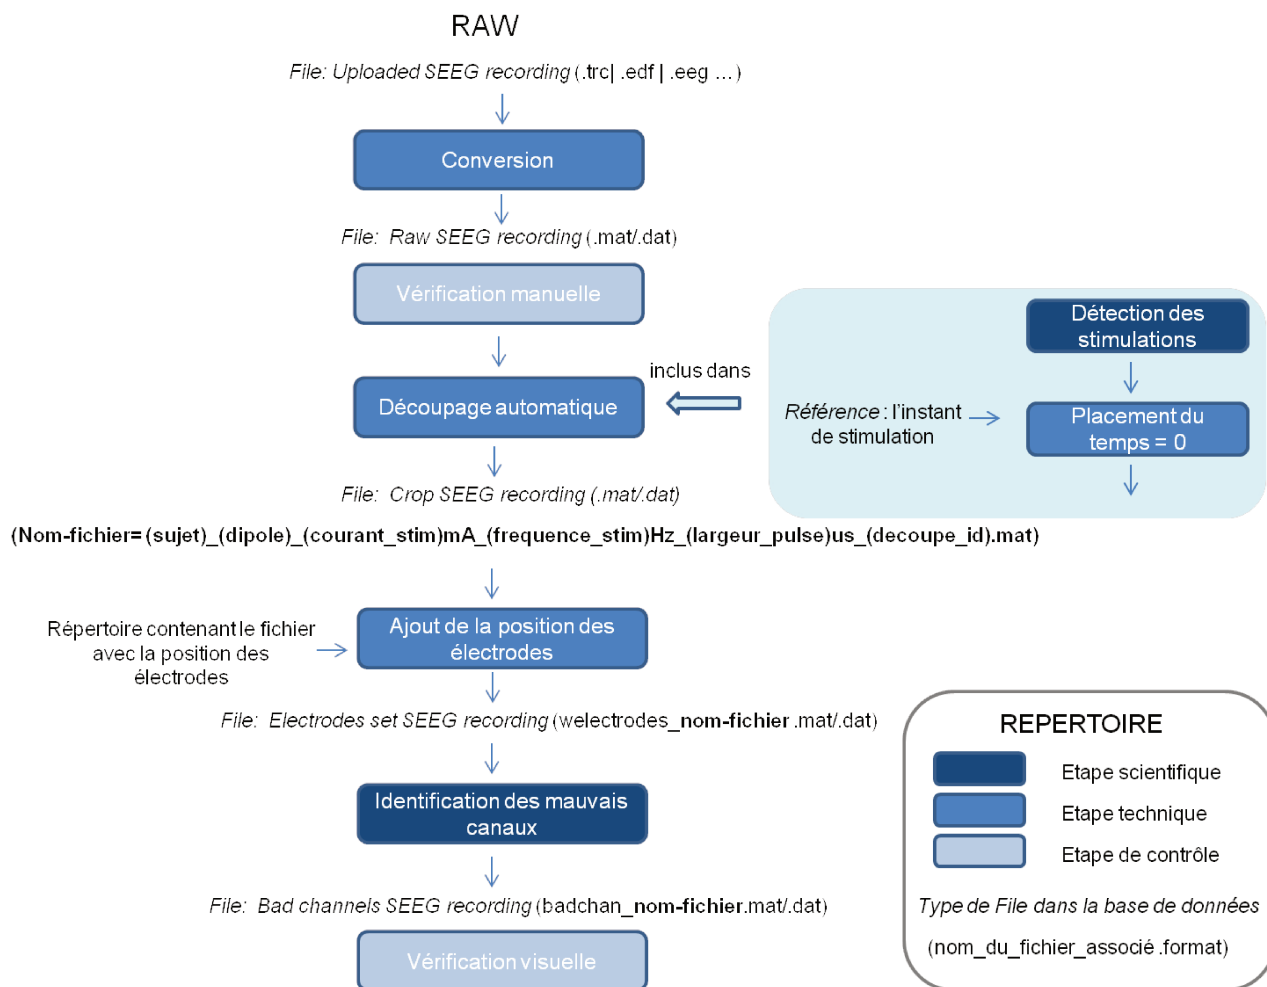 RAW
File: Uploaded SEEG recording (.trc| .edf | .eeg ...)
Conversion
File: Raw SEEG recording (.mat/.dat)
Vérification manuelle
Découpage automatique
inclus dans
Détection des
stimulations
Référence : l'instant
de stimulation
Placement du
temps = 0
File: Crop SEEG recording (.mat/.dat)
(Nom-fichier= (sujet)_(dipole)_(courant_stim)mA_(frequence_stim)Hz_(largeur_pulse)us_(decoupe_id).mat)
Répertoire contenant le fichier
avec la position des
électrodes
Ajout de la position des
électrodes
File: Electrodes set SEEG recording (welectrodes_nom-fichier .mat/.dat)
Identification des mauvais
canaux
File: Bad channels SEEG recording (badchan_nom-fichier.mat/.dat)
Vérification visuelle
REPERTOIRE
Etape scientifique
Etape technique
Etape de contrôle
Type de File dans la base de données
(nom_du_fichier_associé .format)